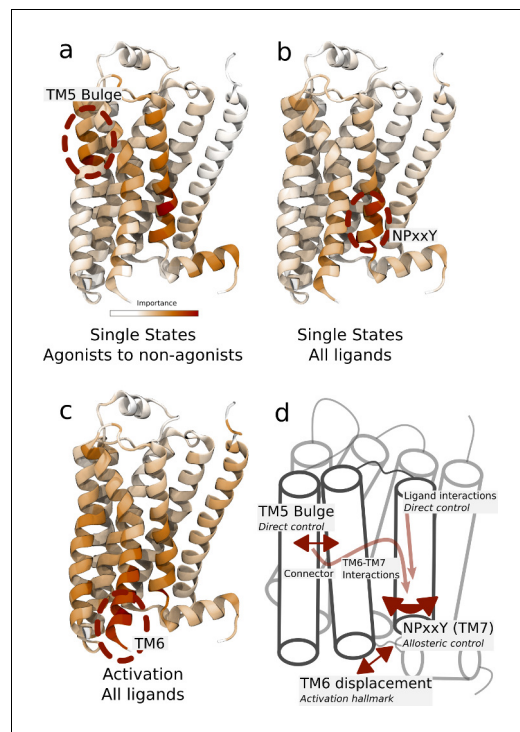 a
TM5 Bulge
b
NPxxY
Importance
Single States
Agonists to non-agonists
Single States
All ligands
c
TM6
Activation
All ligands
d
Ligand interactions
Direct control
TM5 Bulge
Direct control
TM6-TM7
Interactions
Connector
NPxxY (TM7)
Allosteric control
TM6 displacement
Activation hallmark